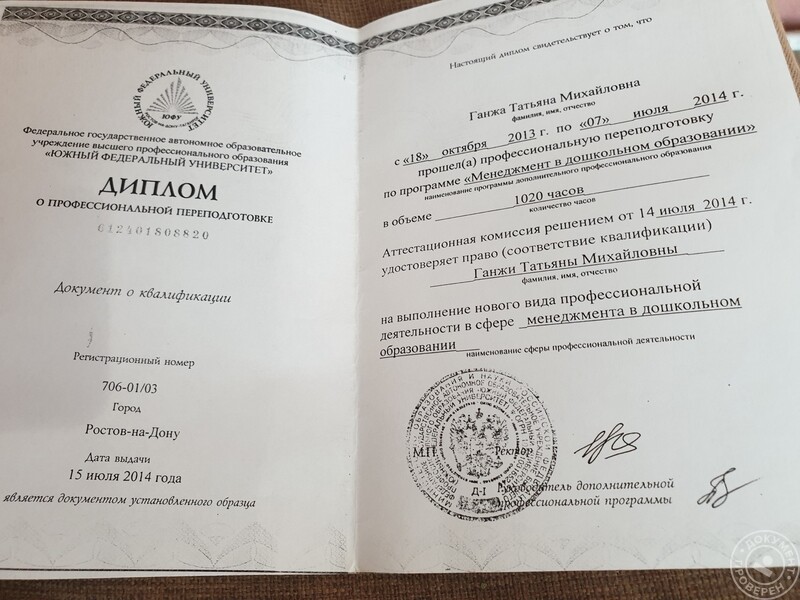 ЮЖНЫЙ ФЕДЕРАЛЬНЫЙ УНИВЕРСИТЕТ
ЮФУ
Федеральное государственное автономное образовательное
учреждение высшего профессионального образования
«ЮЖНЫЙ ФЕДЕРАЛЬНЫЙ УНИВЕРСИТЕТ»
ДИПЛОМ
О ПРОФЕССИОНАЛЬНОЙ ПЕРЕПОДГОТОВКЕ
612401808820
Документ о квалификации
Регистрационный номер
706-01/03
Город
Ростов-на-Дону
Дата выдачи
15 июля 2014 года
является документом установленного образца
Настоящий диплом свидетельствует о том, что
Ганжа Татьяна Михайловна
фамилия, имя, отчество
с «18» октября 2013 г. по «07» июля 2014 г.
прошел(а) профессиональную переподготовку
по программе «Менеджмент в дошкольном образовании»
наименование программы дополнительного профессионального образования
в объеме 1020 часов
количество часов
Аттестационная комиссия решением от 14 июля 2014 г.
удостоверяет право (соответствие квалификации)
Ганжи Татьяны Михайловны
фамилия, имя, отчество
на выполнение нового вида профессиональной
деятельности в сфере менеджмента в дошкольном
образовании
наименование сферы профессиональной деятельности
М.П. Ректор
Д-1
Руководитель дополнительной
профессиональной программы
ДОКУМЕНТ ПРОВЕРЕН